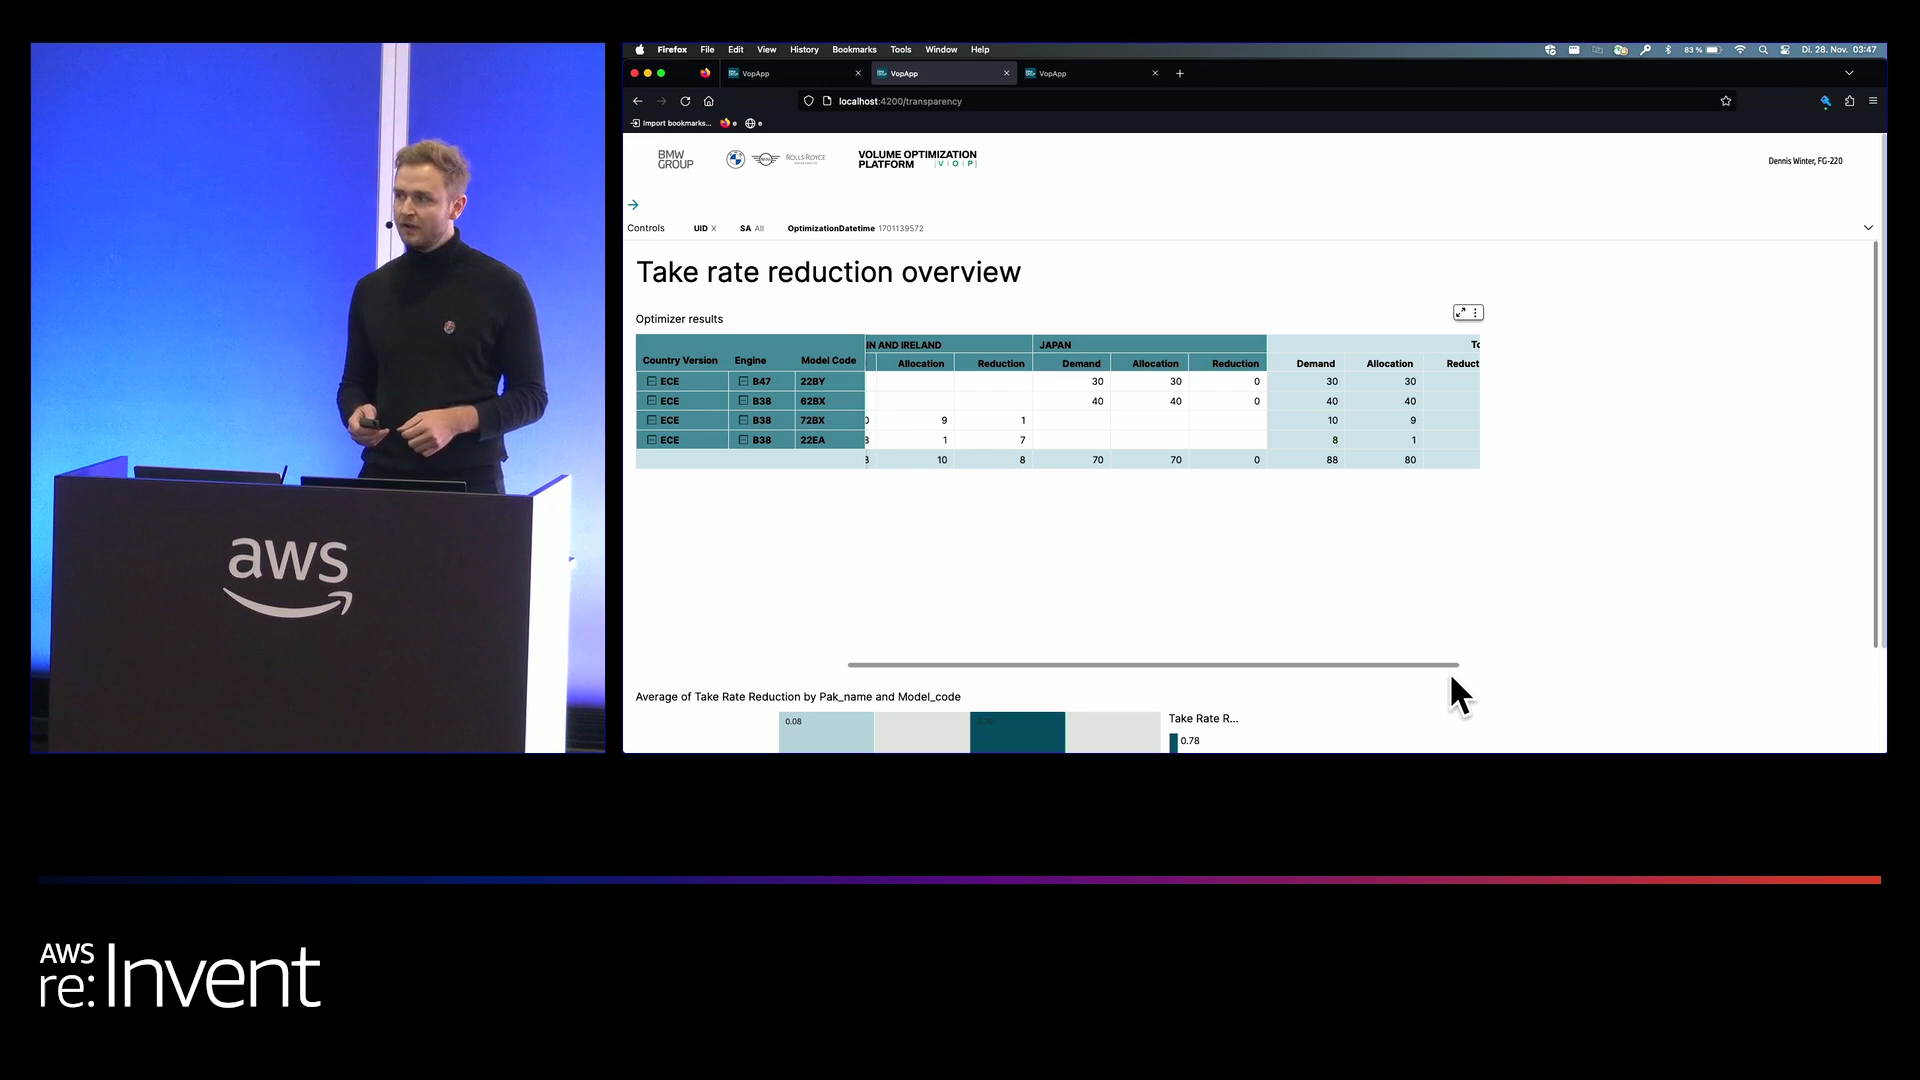 Firefox File Edit View History Bookmarks Tools Window Help 83 % Di. 28. Nov. 03:47
VopApp VopApp VopApp
localhost:4200/transparency
Import bookmarks... e e
BMW GROUP
MINI
ROLLS-ROYCE
VOLUME OPTIMIZATION
PLATFORM | V | O | P |
Dennis Winter, FG-220
Controls UID X SA All OptimizationDatetime 1701139572
Take rate reduction overview
Optimizer results
IN AND IRELAND JAPAN To
Country Version Engine Model Code Allocation Reduction Demand Allocation Reduction Demand Allocation Reduct
ECE B47 22BY 30 30 0 30 30
ECE B38 62BX 40 40 0 40 40
ECE B38 72BX 9 1 10 9
ECE B38 22EA 1 7 8 1
10 8 70 70 0 88 80
Average of Take Rate Reduction by Pak_name and Model_code
0.08 Take Rate R...
0.78
aws
AWS
re:Invent